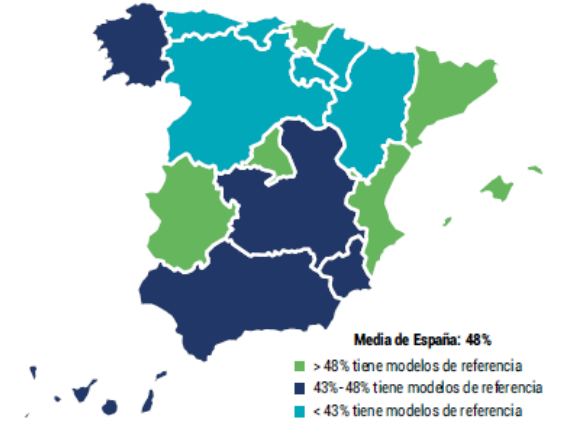 Media de España: 48%
> 48% tiene modelos de referencia
43%-48% tiene modelos de referencia
< 43% tiene modelos de referencia